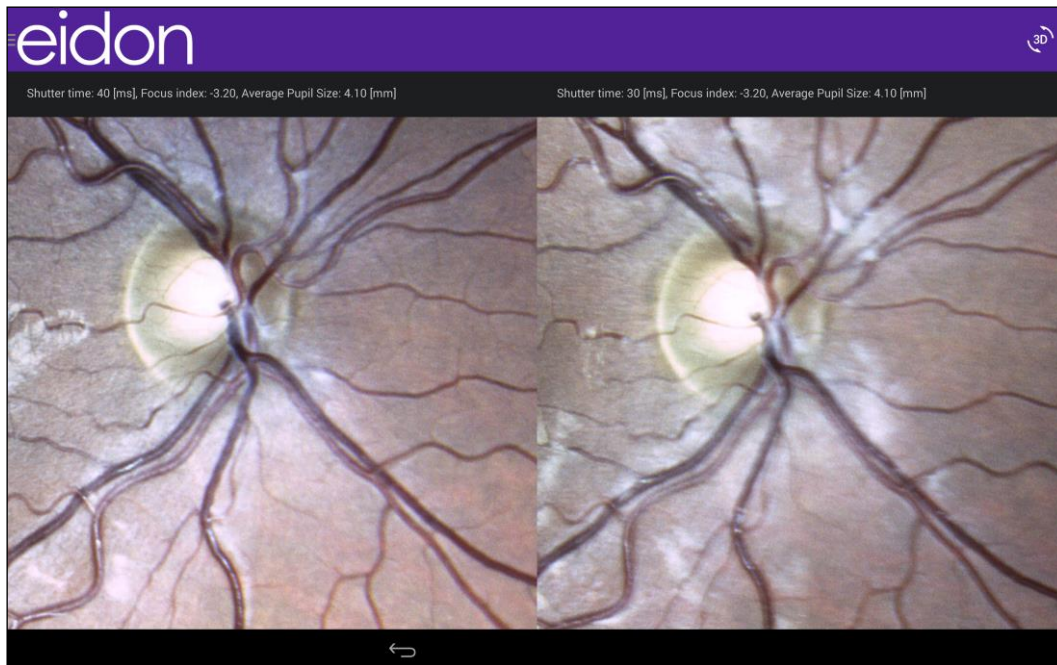 eidon
3D
Shutter time: 40 [ms], Focus index: -3.20, Average Pupil Size: 4.10 [mm]
Shutter time: 30 [ms], Focus index: -3.20, Average Pupil Size: 4.10 [mm]